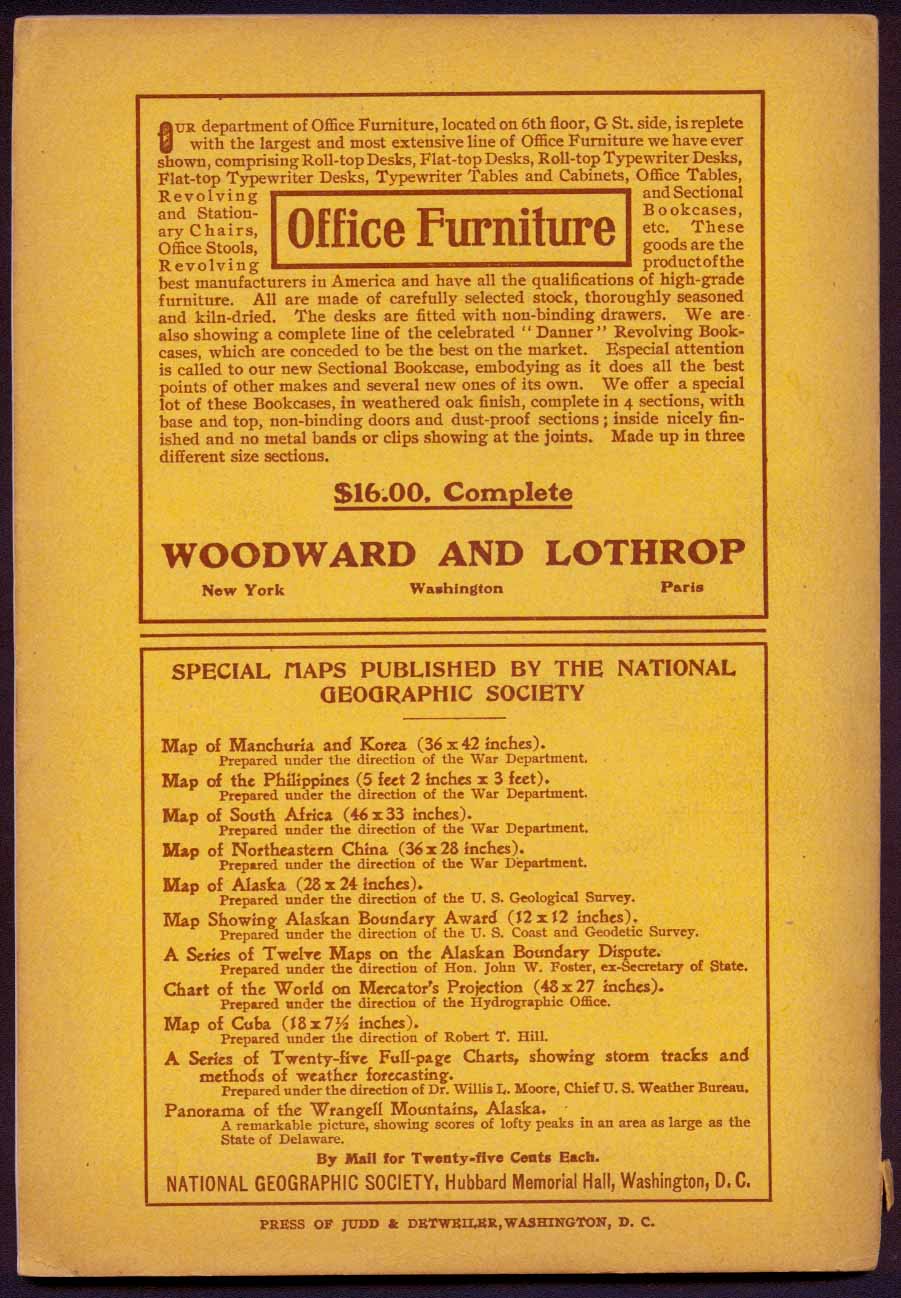 OUR department of Office Furniture, located on 6th floor, G St. side, is replete
with the largest and most extensive line of Office Furniture we have ever
shown, comprising Roll-top Desks, Flat-top Desks, Roll-top Typewriter Desks,
Flat-top Typewriter Desks, Typewriter Tables and Cabinets, Office Tables,
Revolving
and Station-
ary Chairs,
Office Stools,
Revolving
Office Furniture
and Sectional
Bookcases,
etc. These
goods are the
product of the
best manufacturers in America and have all the qualifications of high-grade
furniture. All are made of carefully selected stock, thoroughly seasoned
and kiln-dried. The desks are fitted with non-binding drawers. We are
also showing a complete line of the celebrated "Danner" Revolving Book-
cases, which are conceded to be the best on the market. Especial attention
is called to our new Sectional Bookcase, embodying as it does all the best
points of other makes and several new ones of its own. We offer a special
lot of these Bookcases, in weathered oak finish, complete in 4 sections, with
base and top, non-binding doors and dust-proof sections; inside nicely fin-
ished and no metal bands or clips showing at the joints. Made up in three
different size sections.
$16.00, Complete
WOODWARD AND LOTHROP
New York Washington Paris
SPECIAL MAPS PUBLISHED BY THE NATIONAL
GEOGRAPHIC SOCIETY
Map of Manchuria and Korea (36 x 42 inches).
Prepared under the direction of the War Department.
Map of the Philippines (5 feet 2 inches x 3 feet).
Prepared under the direction of the War Department.
Map of South Africa (46 x 33 inches).
Prepared under the direction of the War Department.
Map of Northeastern China (36 x 28 inches).
Prepared under the direction of the War Department.
Map of Alaska (28 x 24 inches).
Prepared under the direction of the U. S. Geological Survey.
Map Showing Alaskan Boundary Award (12 x 12 inches).
Prepared under the direction of the U. S. Coast and Geodetic Survey.
A Series of Twelve Maps on the Alaskan Boundary Dispute.
Prepared under the direction of Hon. John W. Foster, ex-Secretary of State.
Chart of the World on Mercator's Projection (48 x 27 inches).
Prepared under the direction of the Hydrographic Office.
Map of Cuba (18 x 7½ inches).
Prepared under the direction of Robert T. Hill.
A Series of Twenty-five Full-page Charts, showing storm tracks and
methods of weather forecasting.
Prepared under the direction of Dr. Willis L. Moore, Chief U. S. Weather Bureau.
Panorama of the Wrangell Mountains, Alaska.
A remarkable picture, showing scores of lofty peaks in an area as large as the
State of Delaware.
By Mail for Twenty-five Cents Each.
NATIONAL GEOGRAPHIC SOCIETY, Hubbard Memorial Hall, Washington, D. C.
PRESS OF JUDD & DETWEILER, WASHINGTON, D. C.